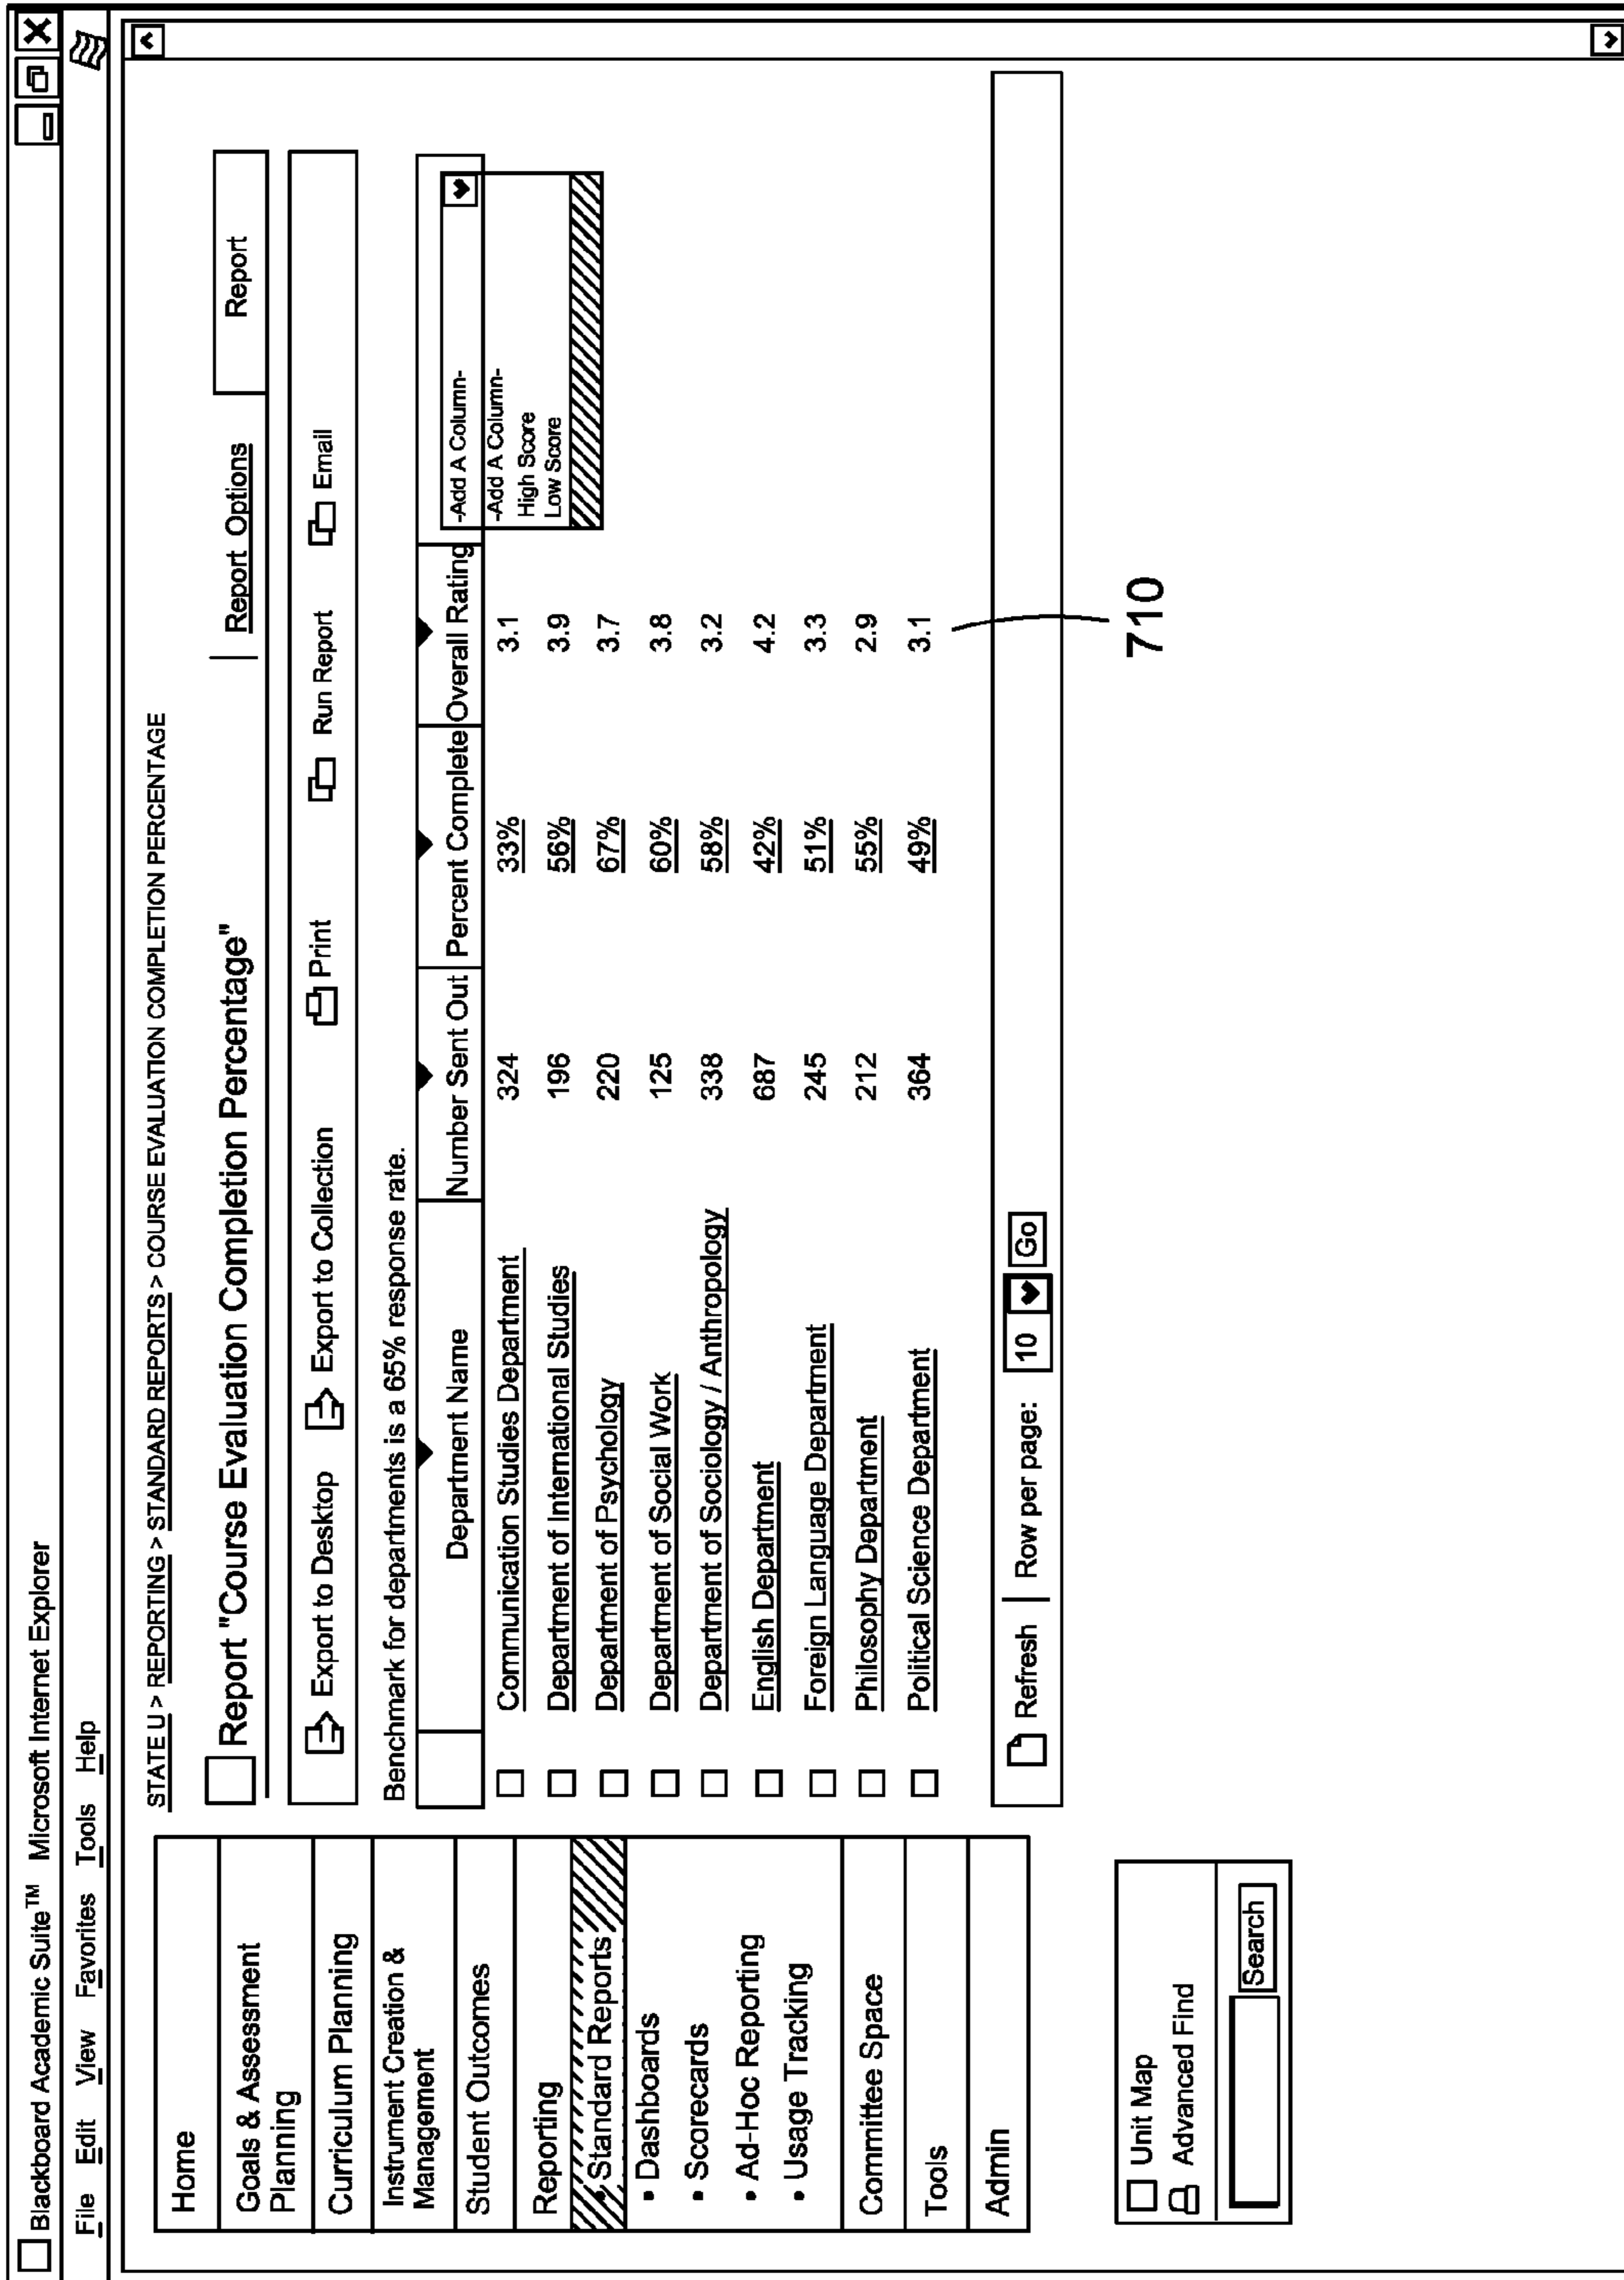 Blackboard Academic Suite™ Microsoft Internet Explorer
File Edit View Favorites Tools Help
Home
Goals & Assessment
Planning
Curriculum Planning
Instrument Creation &
Management
Student Outcomes
Reporting
• Standard Reports
• Dashboards
• Scorecards
• Ad-Hoc Reporting
• Usage Tracking
Committee Space
Tools
Admin
Unit Map
Advanced Find
Search
STATE U > REPORTING > STANDARD REPORTS > COURSE EVALUATION COMPLETION PERCENTAGE
Report "Course Evaluation Completion Percentage" | Report Options Report
Export to Desktop Export to Collection Print Run Report Email
Benchmark for departments is a 65% response rate.
Department Name Number Sent Out Percent Complete Overall Rating -Add A Column-
-Add A Column-
High Score
Low Score
Communication Studies Department 324 33% 3.1
Department of International Studies 196 56% 3.9
Department of Psychology 220 67% 3.7
Department of Social Work 125 60% 3.8
Department of Sociology / Anthropology 338 58% 3.2
English Department 687 42% 4.2
Foreign Language Department 245 51% 3.3
Philosophy Department 212 55% 2.9
Political Science Department 364 49% 3.1
Refresh | Row per page: 10 Go
710